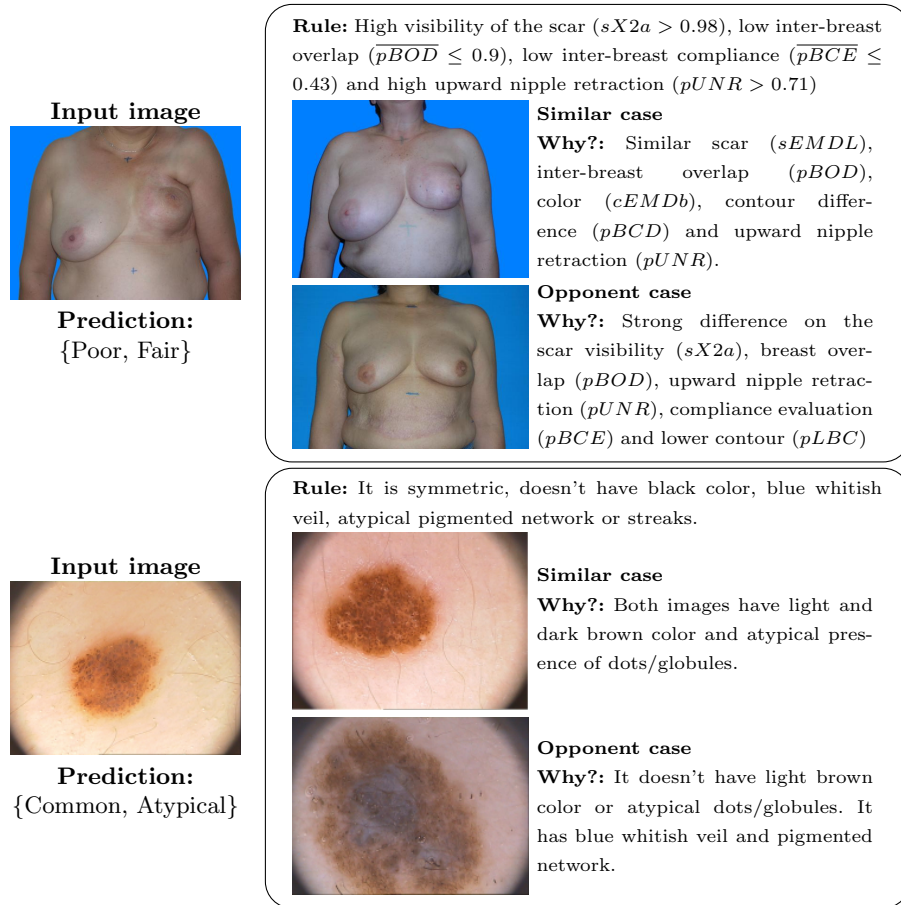 Rule: High visibility of the scar (sX2a > 0.98), low inter-breast
overlap (p̅B̅O̅D̅ ≤ 0.9), low inter-breast compliance (p̅B̅C̅E̅ ≤
0.43) and high upward nipple retraction (pUNR > 0.71)
Input image
Prediction:
{Poor, Fair}
Similar case
Why?: Similar scar (sEMDL),
inter-breast overlap (pBOD),
color (cEMDb), contour differ-
ence (pBCD) and upward nipple
retraction (pUNR).
Opponent case
Why?: Strong difference on the
scar visibility (sX2a), breast over-
lap (pBOD), upward nipple retrac-
tion (pUNR), compliance evaluation
(pBCE) and lower contour (pLBC)
Rule: It is symmetric, doesn't have black color, blue whitish
veil, atypical pigmented network or streaks.
Input image
Prediction:
{Common, Atypical}
Similar case
Why?: Both images have light and
dark brown color and atypical pres-
ence of dots/globules.
Opponent case
Why?: It doesn't have light brown
color or atypical dots/globules. It
has blue whitish veil and pigmented
network.